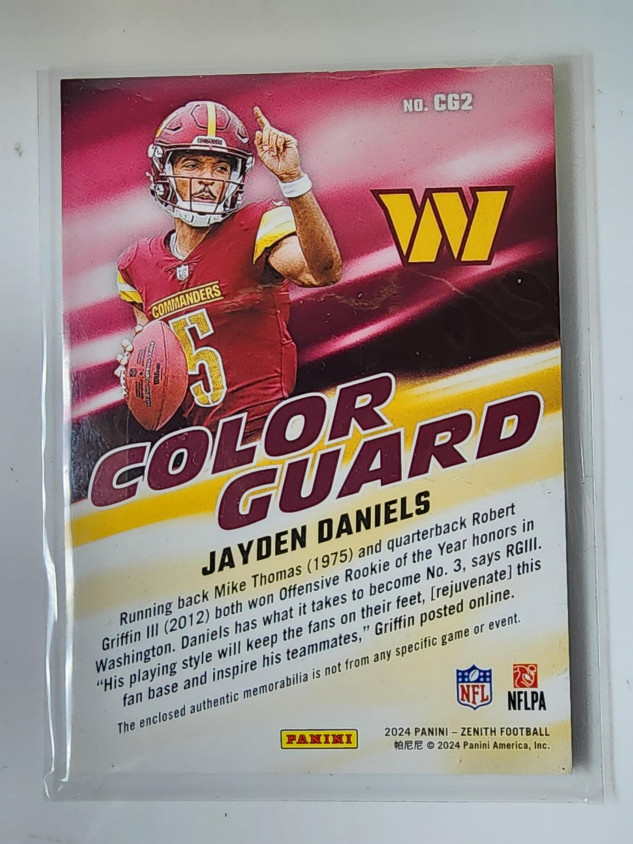 NO. CG2
W
COMMANDERS
5
COLOR
GUARD
JAYDEN DANIELS
Running back Mike Thomas (1975) and quarterback Robert
Griffin III (2012) both won Offensive Rookie of the Year honors in
Washington. Daniels has what it takes to become No. 3, says RGIII.
“His playing style will keep the fans on their feet, [rejuvenate] this
fan base and inspire his teammates,” Griffin posted online.
The enclosed authentic memorabilia is not from any specific game or event.
NFL
NFLPA
PANINI
2024 PANINI – ZENITH FOOTBALL
帕尼尼 © 2024 Panini America, Inc.